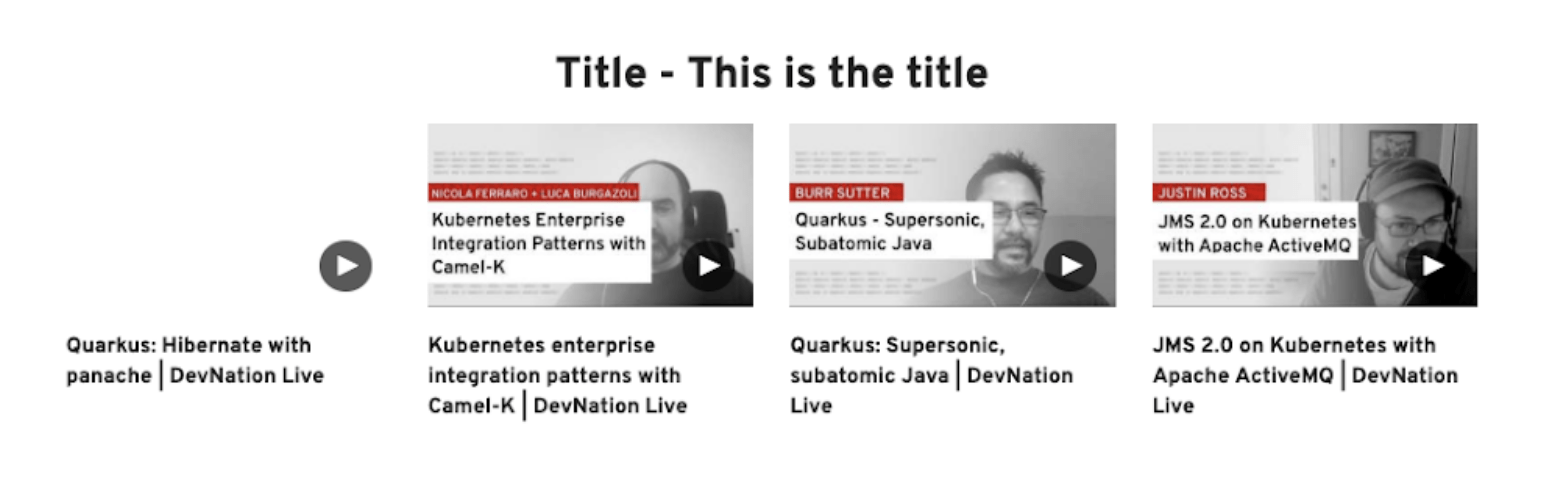 Title - This is the title
NICOLA FERRARO + LUCA BURGAZOLI
Kubernetes Enterprise
Integration Patterns with
Camel-K
BURR SUTTER
Quarkus - Supersonic,
Subatomic Java
JUSTIN ROSS
JMS 2.0 on Kubernetes
with Apache ActiveMQ
Quarkus: Hibernate with
panache | DevNation Live
Kubernetes enterprise
integration patterns with
Camel-K | DevNation Live
Quarkus: Supersonic,
subatomic Java | DevNation
Live
JMS 2.0 on Kubernetes with
Apache ActiveMQ | DevNation
Live